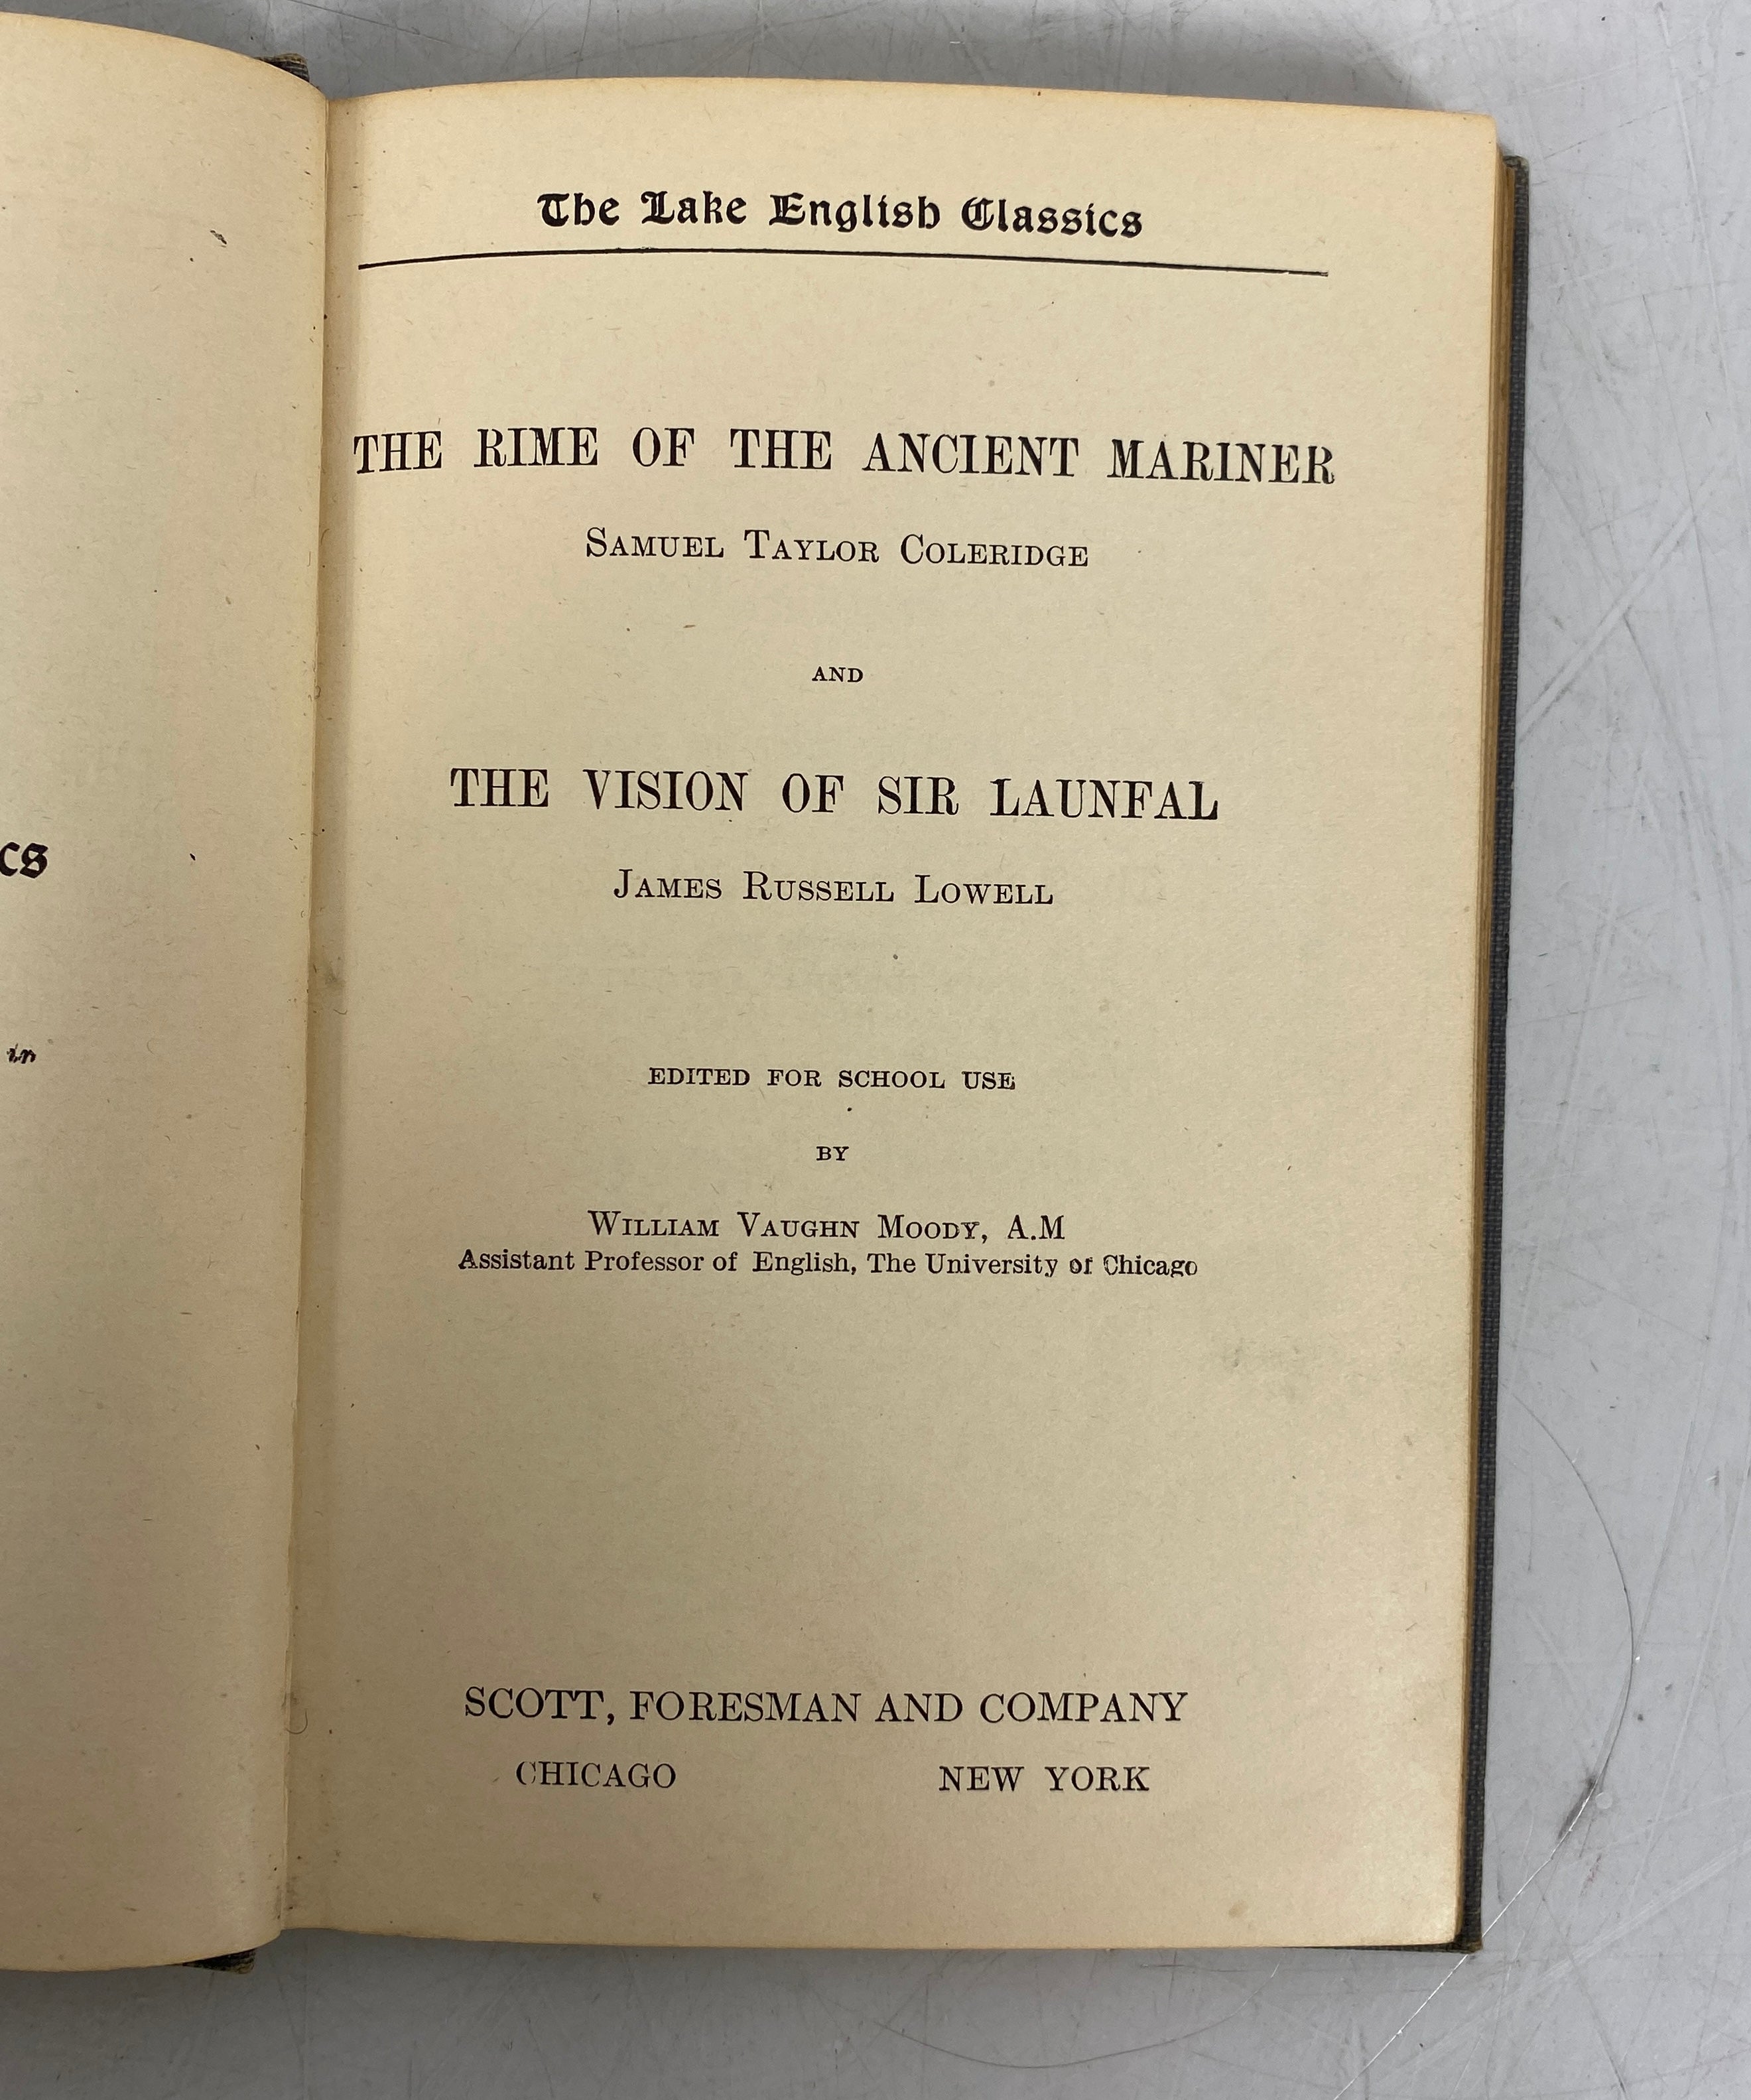 The Lake English Classics
THE RIME OF THE ANCIENT MARINER
SAMUEL TAYLOR COLERIDGE
AND
THE VISION OF SIR LAUNFAL
JAMES RUSSELL LOWELL
EDITED FOR SCHOOL USE
BY
WILLIAM VAUGHN MOODY, A.M
Assistant Professor of English, The University of Chicago
SCOTT, FORESMAN AND COMPANY
CHICAGO NEW YORK
cs
in